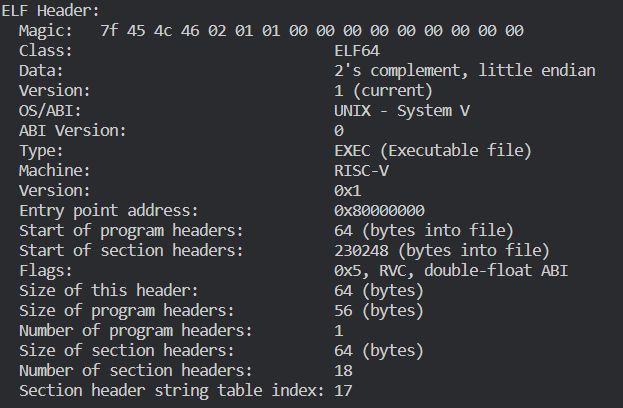 ELF Header:
  Magic:   7f 45 4c 46 02 01 01 00 00 00 00 00 00 00 00 00
  Class:                             ELF64
  Data:                              2's complement, little endian
  Version:                           1 (current)
  OS/ABI:                            UNIX - System V
  ABI Version:                       0
  Type:                              EXEC (Executable file)
  Machine:                           RISC-V
  Version:                           0x1
  Entry point address:               0x80000000
  Start of program headers:          64 (bytes into file)
  Start of section headers:          230248 (bytes into file)
  Flags:                             0x5, RVC, double-float ABI
  Size of this header:               64 (bytes)
  Size of program headers:           56 (bytes)
  Number of program headers:         1
  Size of section headers:           64 (bytes)
  Number of section headers:         18
  Section header string table index: 17